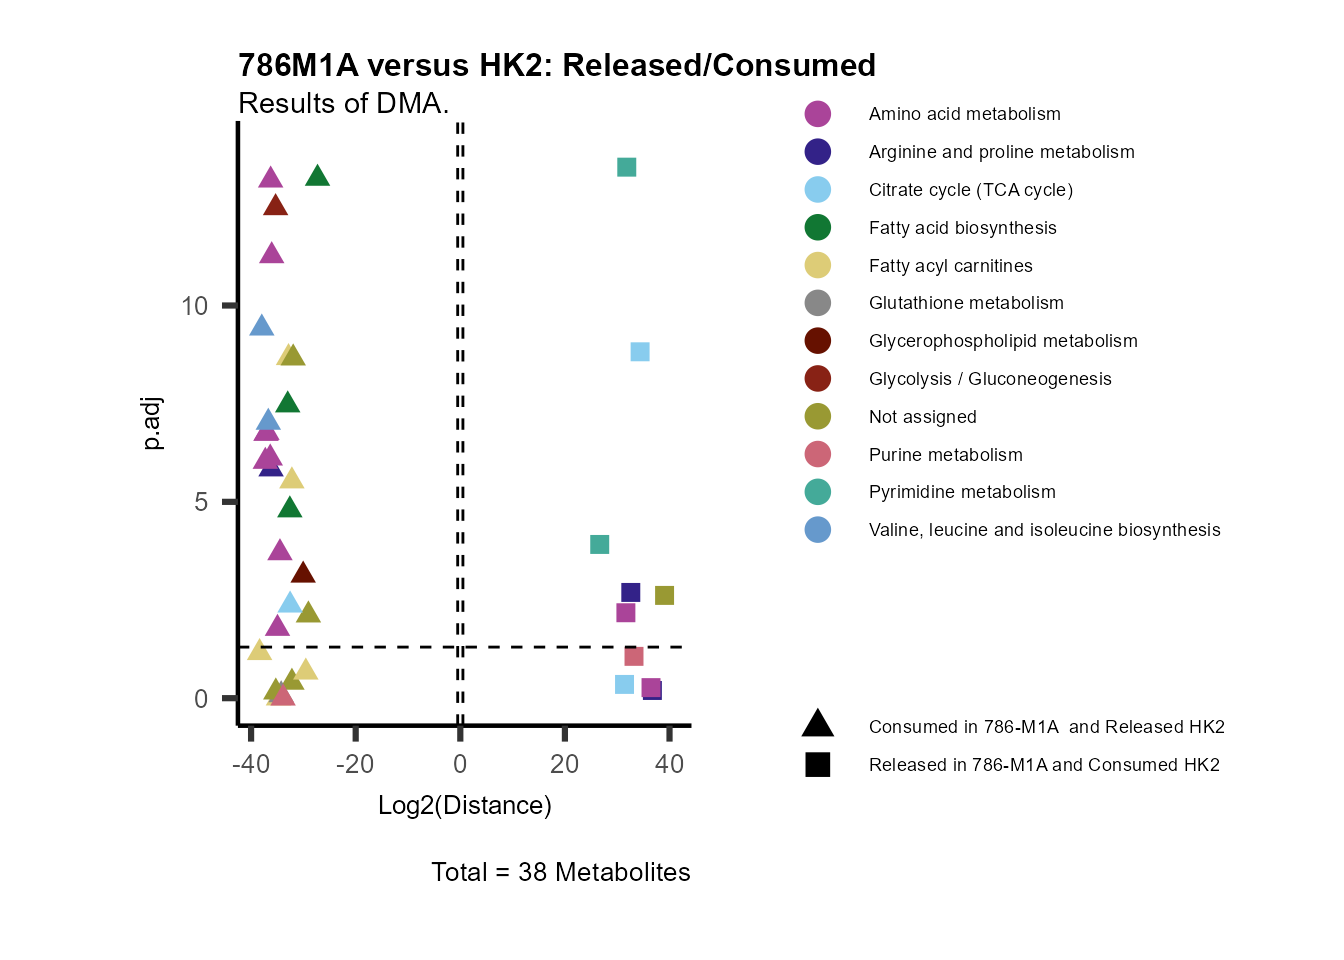 786M1A versus HK2: Released/Consumed
Results of DMA.
p.adj
10
5
0
-40
-20
0
20
40
Log2(Distance)
Total = 38 Metabolites
Amino acid metabolism
Arginine and proline metabolism
Citrate cycle (TCA cycle)
Fatty acid biosynthesis
Fatty acyl carnitines
Glutathione metabolism
Glycerophospholipid metabolism
Glycolysis / Gluconeogenesis
Not assigned
Purine metabolism
Pyrimidine metabolism
Valine, leucine and isoleucine biosynthesis
Consumed in 786-M1A  and Released HK2
Released in 786-M1A and Consumed HK2